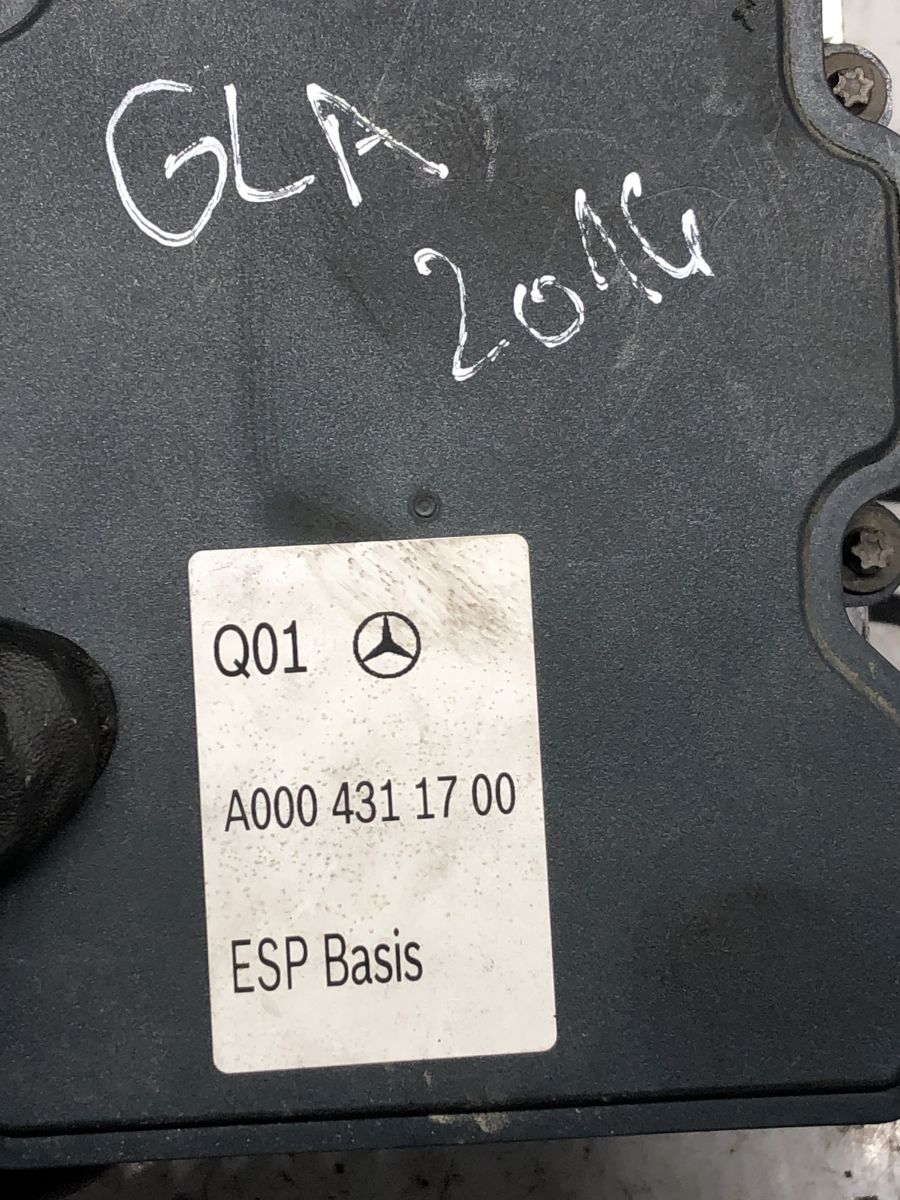 GLA
2016
Q01
A000 431 17 00
ESP Basis